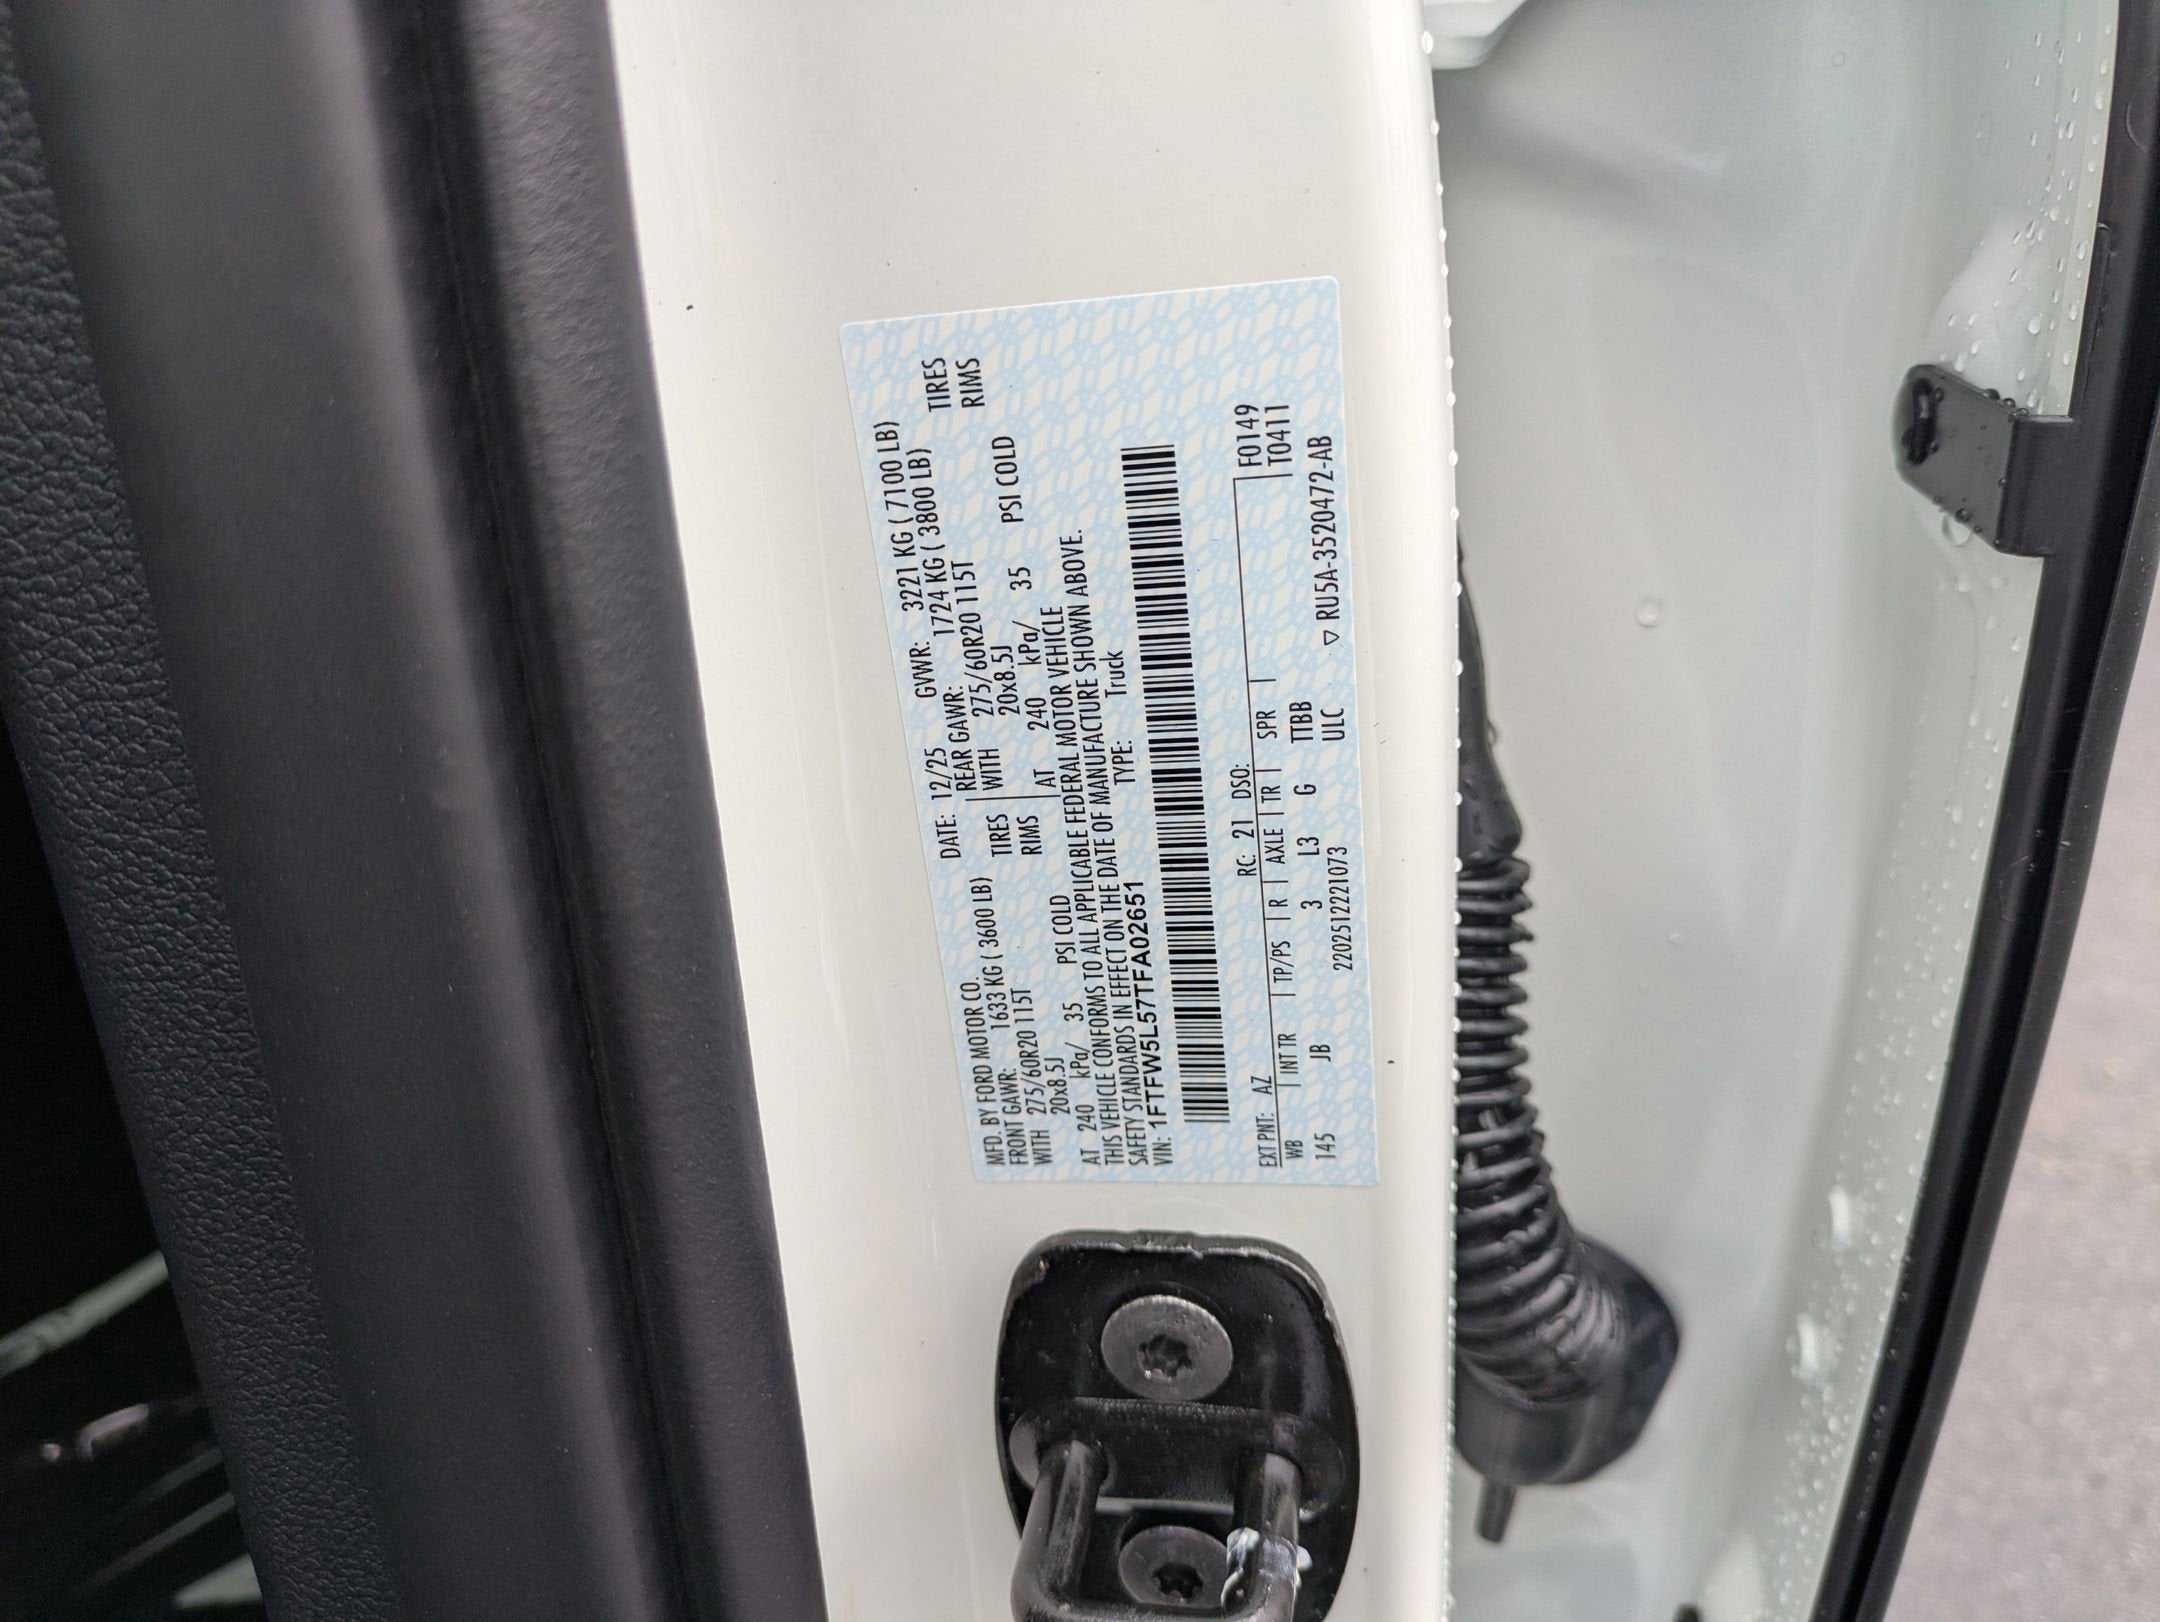 MFD. BY FORD MOTOR CO. DATE: 12/25 GVWR: 3221 KG ( 7100 LB)
FRONT GAWR: 1633 KG ( 3600 LB) REAR GAWR: 1724 KG ( 3800 LB)
WITH 275/60R20 115T TIRES WITH 275/60R20 115T TIRES
20x8.5J RIMS 20x8.5J RIMS
AT 240 kPa/ 35 PSI COLD AT 240 kPa/ 35 PSI COLD
THIS VEHICLE CONFORMS TO ALL APPLICABLE FEDERAL MOTOR VEHICLE
SAFETY STANDARDS IN EFFECT ON THE DATE OF MANUFACTURE SHOWN ABOVE.
VIN: 1FTFW5L57TFA02651 TYPE: Truck
EXT PNT: AZ RC: 21 DSO: F0149
WB INT TR TP/PS R AXLE TR SPR T0411
145 JB 3 L3 G TTBB
22025122221073 ULC ▽ RU5A-3520472-AB